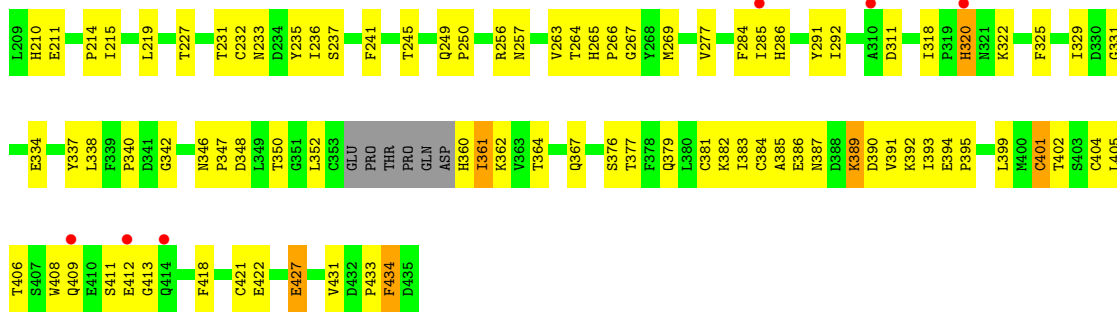 L209 H210 E211 P214 I215 L219 T227 T231 C232 N233 D234 Y235 I236 S237 F241 T245 Q249 P250 R256 N257 V263 T264 H265 P266 G267 Y268 M269 V277 F284 I285 H286 Y291 I292 A310 D311 I318 P319 H320 N321 K322 F325 I329 D330 G331
E334 Y337 L338 F339 P340 D341 G342 N346 P347 D348 L349 T350 G351 L352 C353 GLU PRO THR PRO GLN ASP H360 I361 K362 V363 T364 Q367 S376 T377 F378 Q379 L380 C381 K382 I383 C384 A385 E386 N387 D388 K389 D390 V391 K392 I393 E394 P395 L399 M400 C401 T402 S403 C404 L405
T406 S407 W408 Q409 E410 S411 E412 G413 Q414 F418 C421 E422 E427 V431 D432 P433 F434 D435